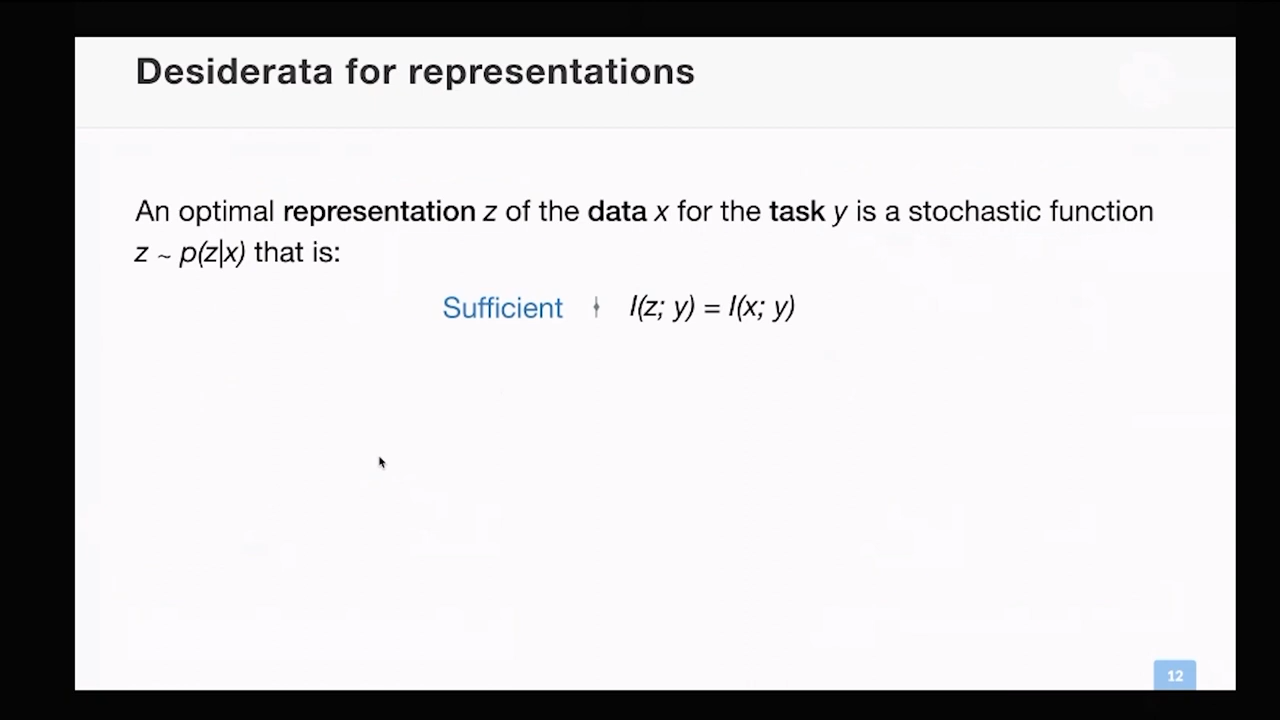 Desiderata for representations
An optimal representation z of the data x for the task y is a stochastic function
z ~ p(z|x) that is:
Sufficient I(z; y) = I(x; y)
12